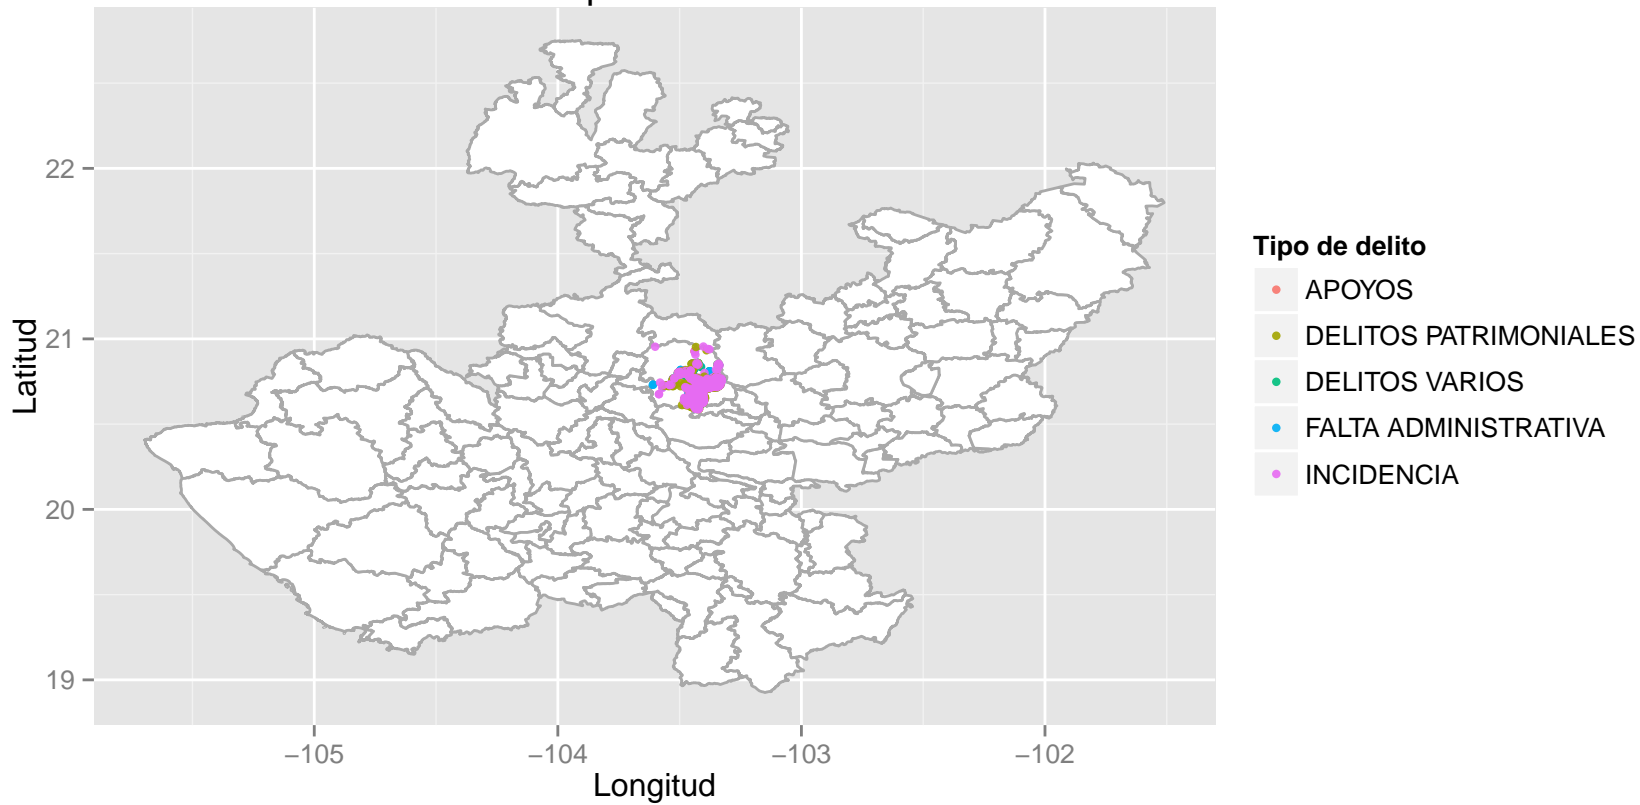 22
21
20
19
Latitud
−105
−104
−103
−102
Longitud
Tipo de delito
APOYOS
DELITOS PATRIMONIALES
DELITOS VARIOS
FALTA ADMINISTRATIVA
INCIDENCIA